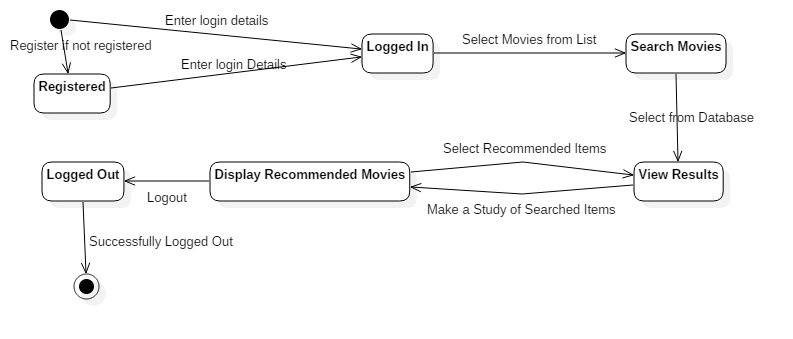 Enter login details
Register if not registered
Logged In
Select Movies from List
Search Movies
Enter login Details
Registered
Select from Database
Select Recommended Items
Logged Out
Display Recommended Movies
View Results
Logout
Make a Study of Searched Items
Successfully Logged Out